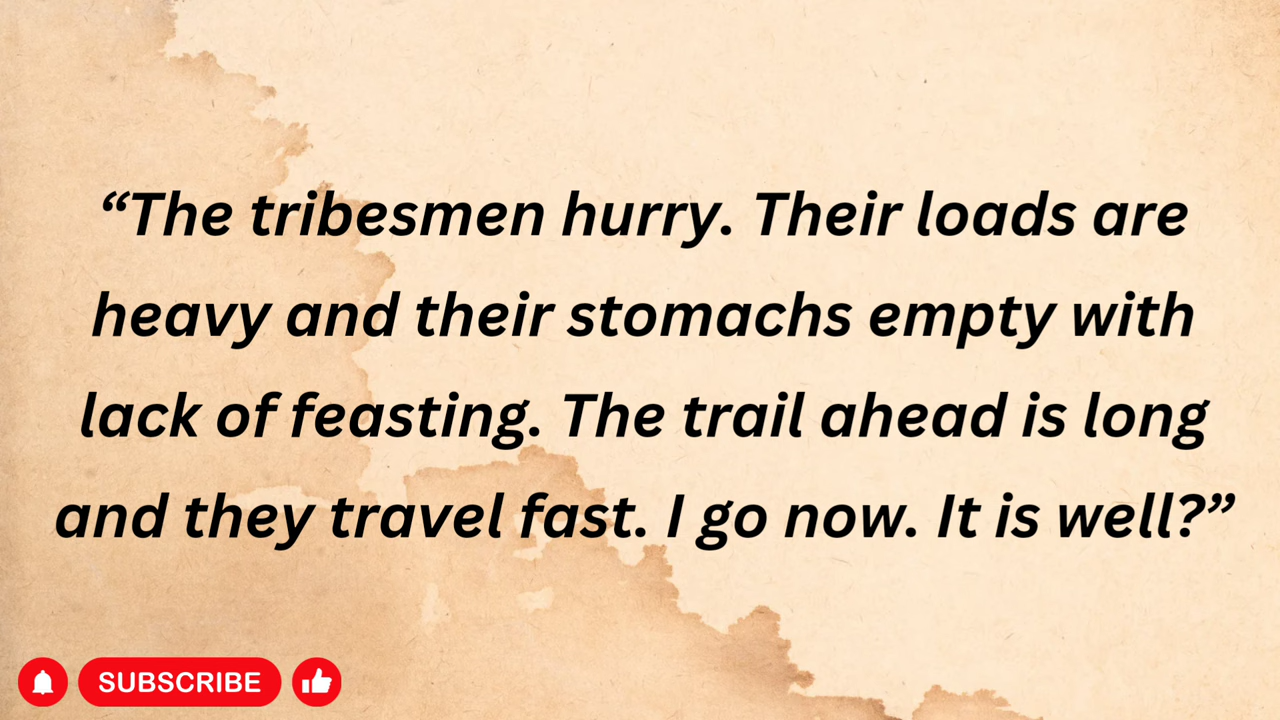 “The tribesmen hurry. Their loads are
heavy and their stomachs empty with
lack of feasting. The trail ahead is long
and they travel fast. I go now. It is well?”
SUBSCRIBE